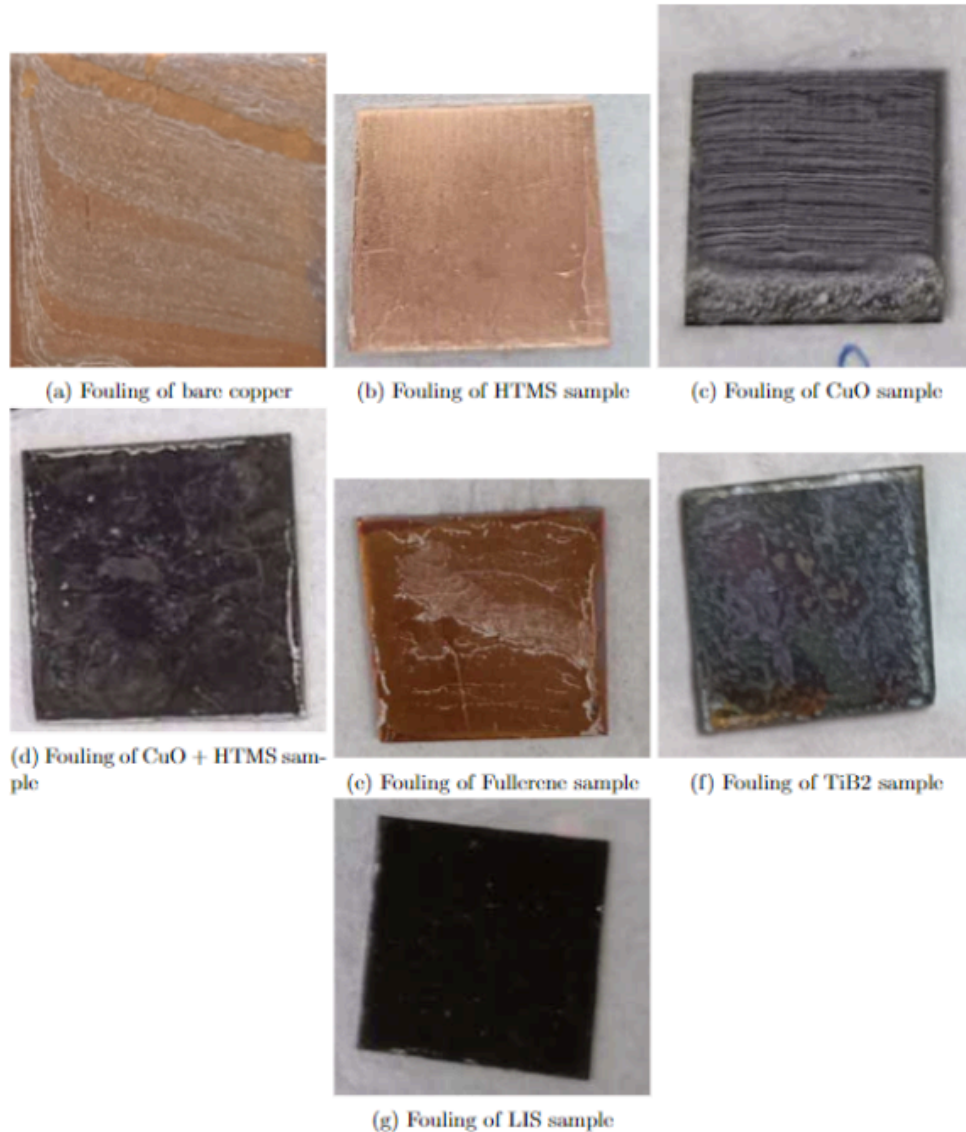 (a) Fouling of bare copper
(b) Fouling of HTMS sample
(c) Fouling of CuO sample
(d) Fouling of CuO + HTMS sam-
ple
(e) Fouling of Fullerene sample
(f) Fouling of TiB2 sample
(g) Fouling of LIS sample